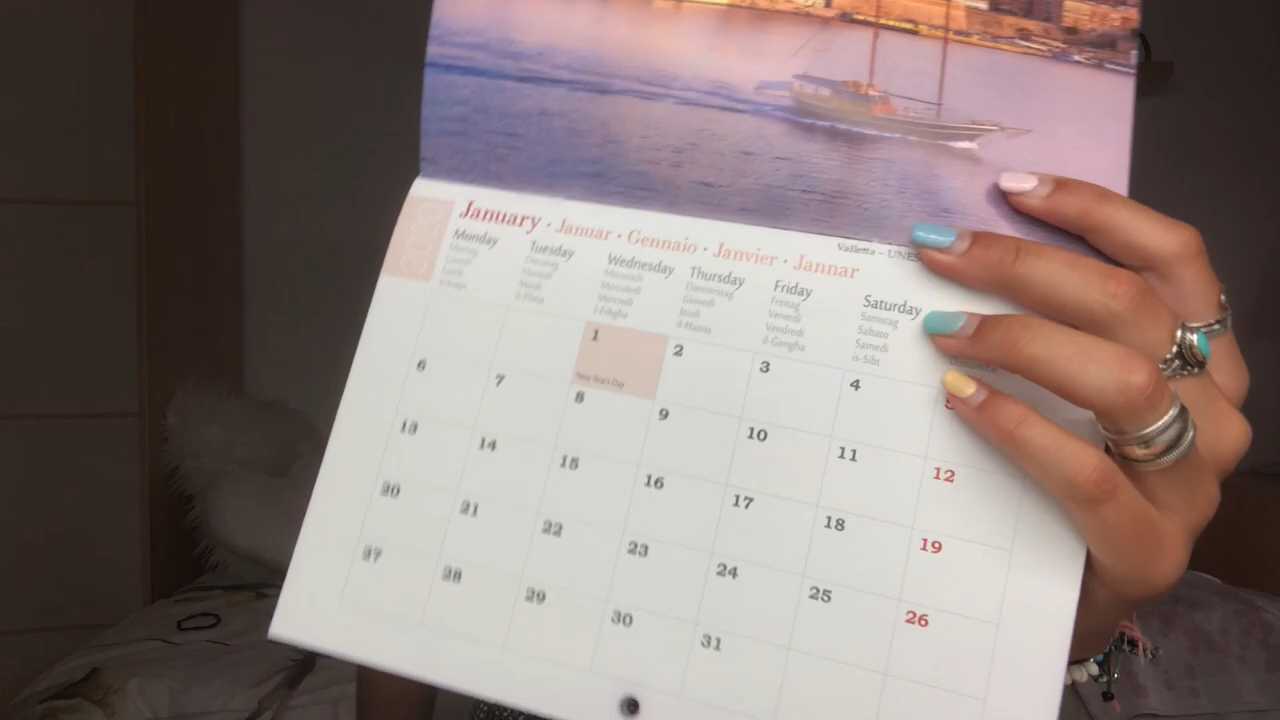 Valletta – UNES
January · Januar · Gennaio · Janvier · Jannar
Monday Tuesday Wednesday Thursday Friday Saturday
Mittwoch Donnerstag Freitag Samstag
Mercoledì Giovedì Venerdì Sabato
Mercredi Jeudi Vendredi Samedi
l-Erbgħa il-Ħamis il-Ġimgħa is-Sibt
Dimanche
1 2 3 4 5
New Year's Day
6 7 8 9 10 11 12
13 14 15 16 17 18 19
20 21 22 23 24 25 26
27 28 29 30 31